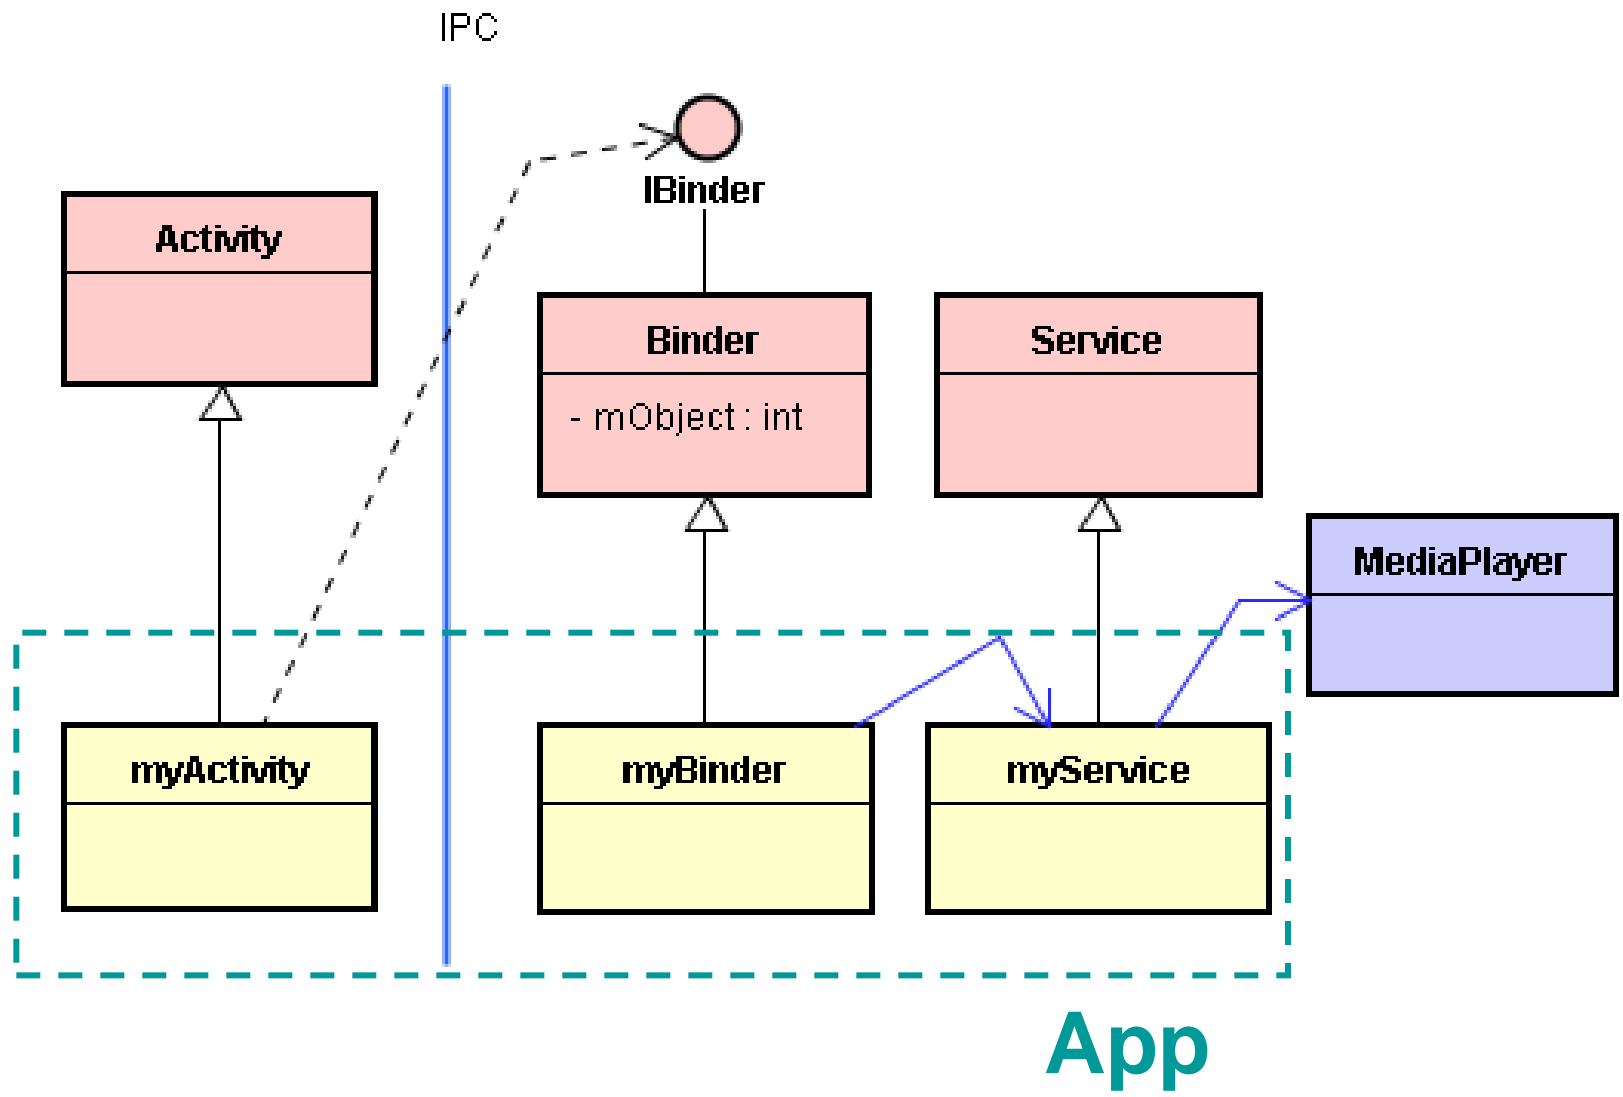 IPC
IBinder
Activity
Binder
- mObject : int
Service
MediaPlayer
myActivity
myBinder
myService
App